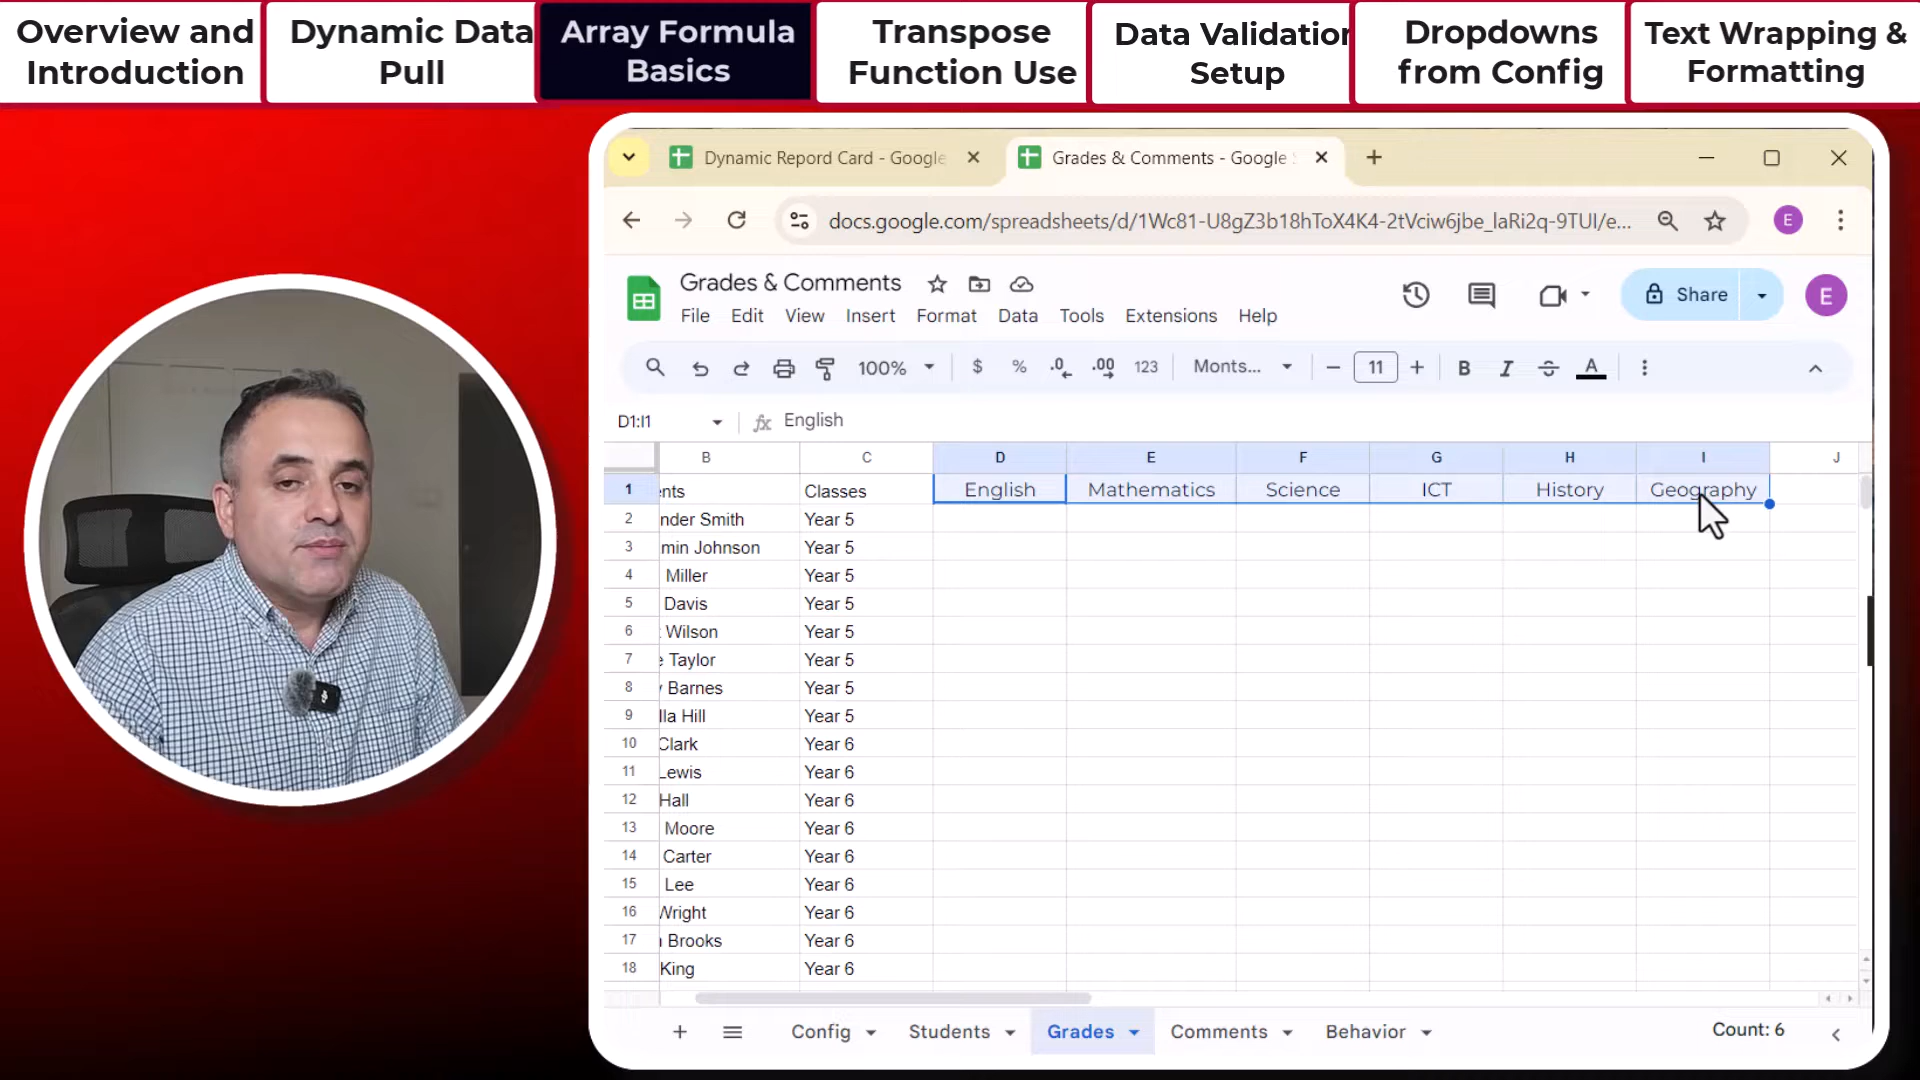 Overview and Introduction
Dynamic Data Pull
Array Formula Basics
Transpose Function Use
Data Validation Setup
Dropdowns from Config
Text Wrapping & Formatting
Dynamic Repord Card - Google
Grades & Comments - Google
docs.google.com/spreadsheets/d/1Wc81-U8gZ3b18hToX4K4-2tVciw6jbe_laRi2q-9TUI/e...
E
Grades & Comments
Share
E
File Edit View Insert Format Data Tools Extensions Help
100% $ % .0 .00 123 Monts... 11 B I A
D1:I1 fx English
B C D E F G H I J
1 nts Classes English Mathematics Science ICT History Geography
2 nder Smith Year 5
3 min Johnson Year 5
4 Miller Year 5
5 Davis Year 5
6 Wilson Year 5
7 Taylor Year 5
8 Barnes Year 5
9 lla Hill Year 5
10 Clark Year 6
11 Lewis Year 6
12 Hall Year 6
13 Moore Year 6
14 Carter Year 6
15 Lee Year 6
16 Wright Year 6
17 Brooks Year 6
18 King Year 6
Config Students Grades Comments Behavior Count: 6